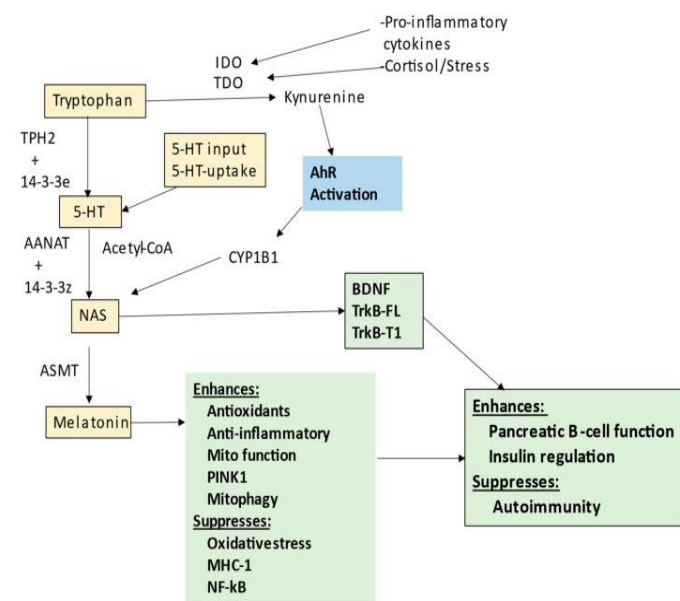 -Pro-inflammatory
cytokines
-Cortisol/Stress
IDO
TDO
Tryptophan
Kynurenine
TPH2
+
14-3-3e
5-HT input
5-HT-uptake
AhR
Activation
5-HT
AANAT
+
14-3-3z
Acetyl-CoA
CYP1B1
NAS
BDNF
TrkB-FL
TrkB-T1
ASMT
Melatonin
Enhances:
Antioxidants
Anti-inflammatory
Mito function
PINK1
Mitophagy
Suppresses:
Oxidativestress
MHC-1
NF-kB
Enhances:
Pancreatic B-cell function
Insulin regulation
Suppresses:
Autoimmunity